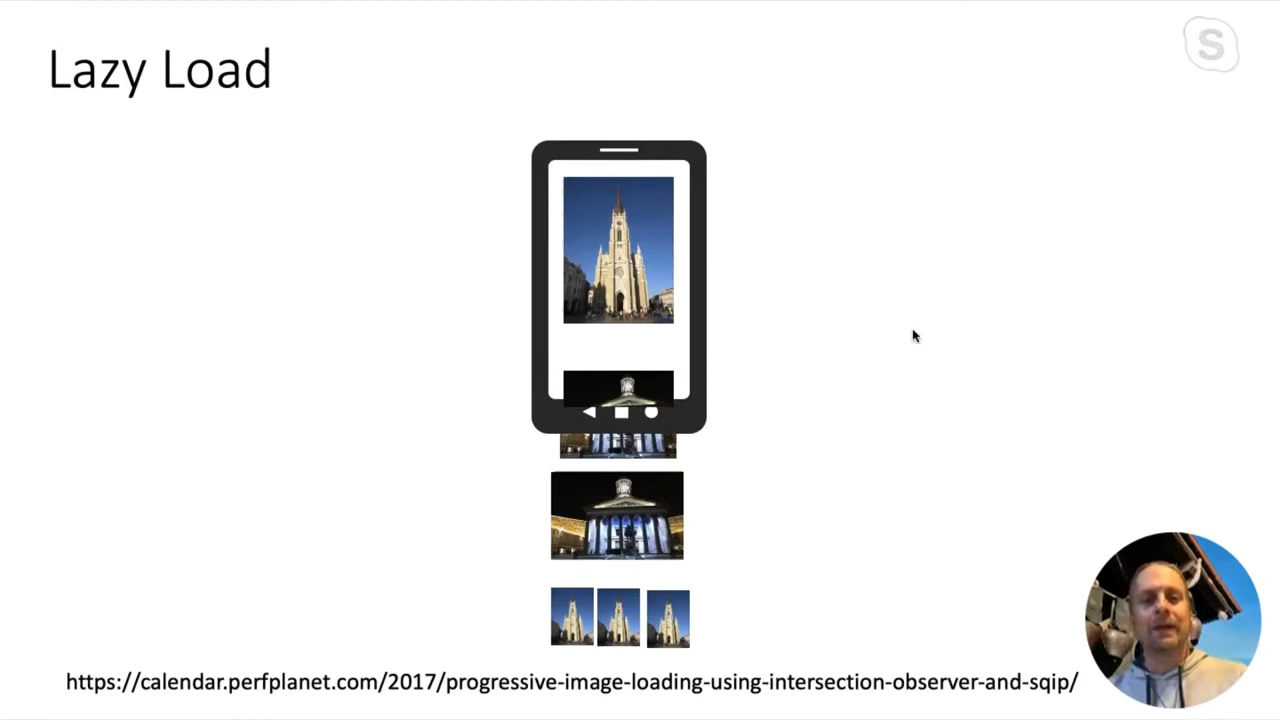 Lazy Load
S
https://calendar.perfplanet.com/2017/progressive-image-loading-using-intersection-observer-and-sqip/